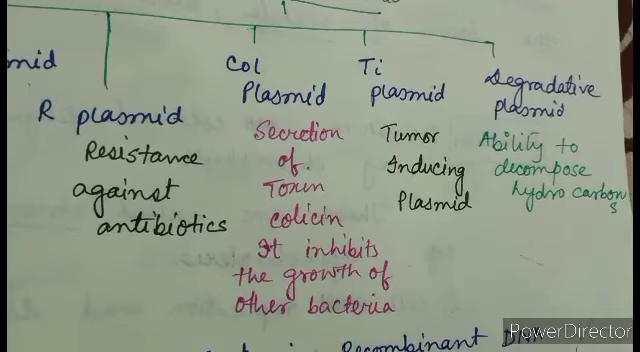 R plasmid
Resistance
against
antibiotics
Col
Plasmid
Secretion
of
Toxin
colicin
It inhibits
the growth of
other bacteria
Ti
plasmid
Tumor
Inducing
Plasmid
Degradative
plasmid
Ability to
decompose
hydro carbons
Recombinant DNA
PowerDirector